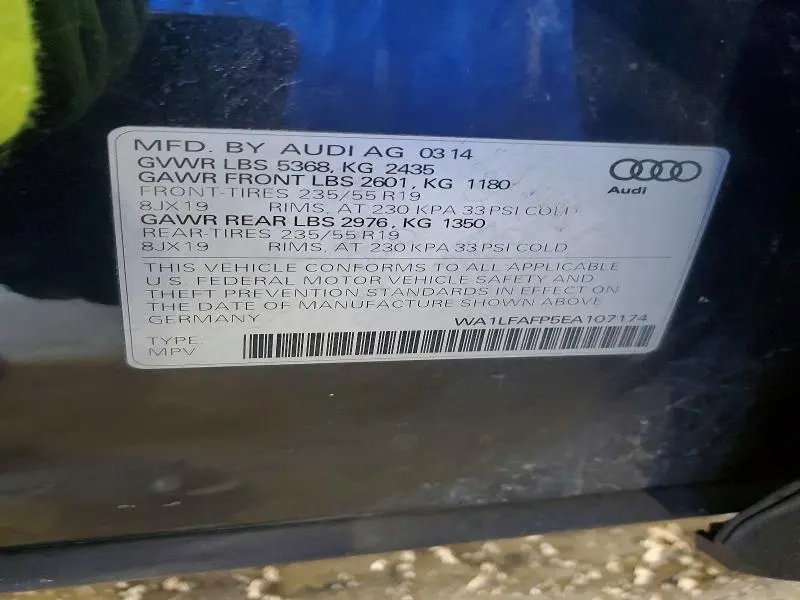 MFD. BY AUDI AG 03 14
GVWR LBS 5368, KG 2435
GAWR FRONT LBS 2601, KG 1180
FRONT-TIRES 235/55 R19
8JX19 RIMS, AT 230 KPA 33 PSI COLD
GAWR REAR LBS 2976, KG 1350
REAR-TIRES 235/55 R19
8JX19 RIMS, AT 230 KPA 33 PSI COLD
Audi
THIS VEHICLE CONFORMS TO ALL APPLICABLE
U.S. FEDERAL MOTOR VEHICLE SAFETY AND
THEFT PREVENTION STANDARDS IN EFFECT ON
THE DATE OF MANUFACTURE SHOWN ABOVE
GERMANY WA1LFAFP5EA107174
TYPE:
MPV